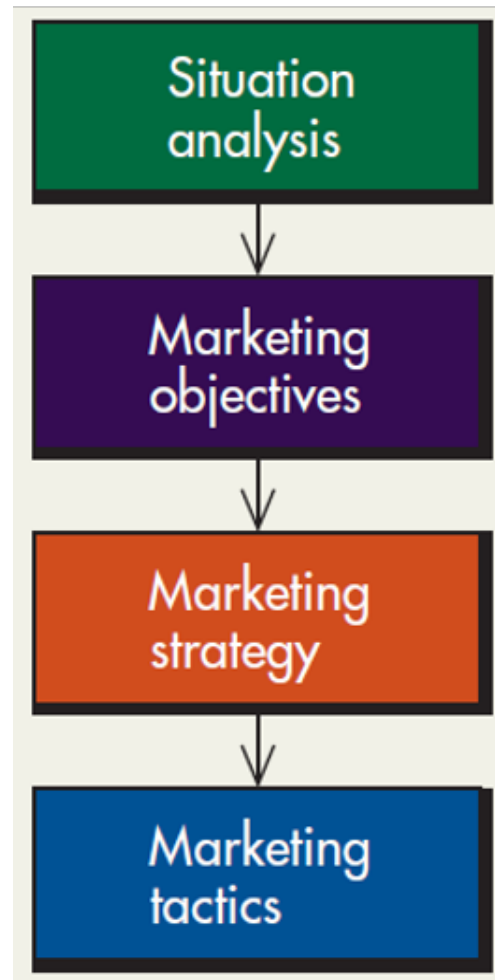 Situation
analysis
Marketing
objectives
Marketing
strategy
Marketing
tactics